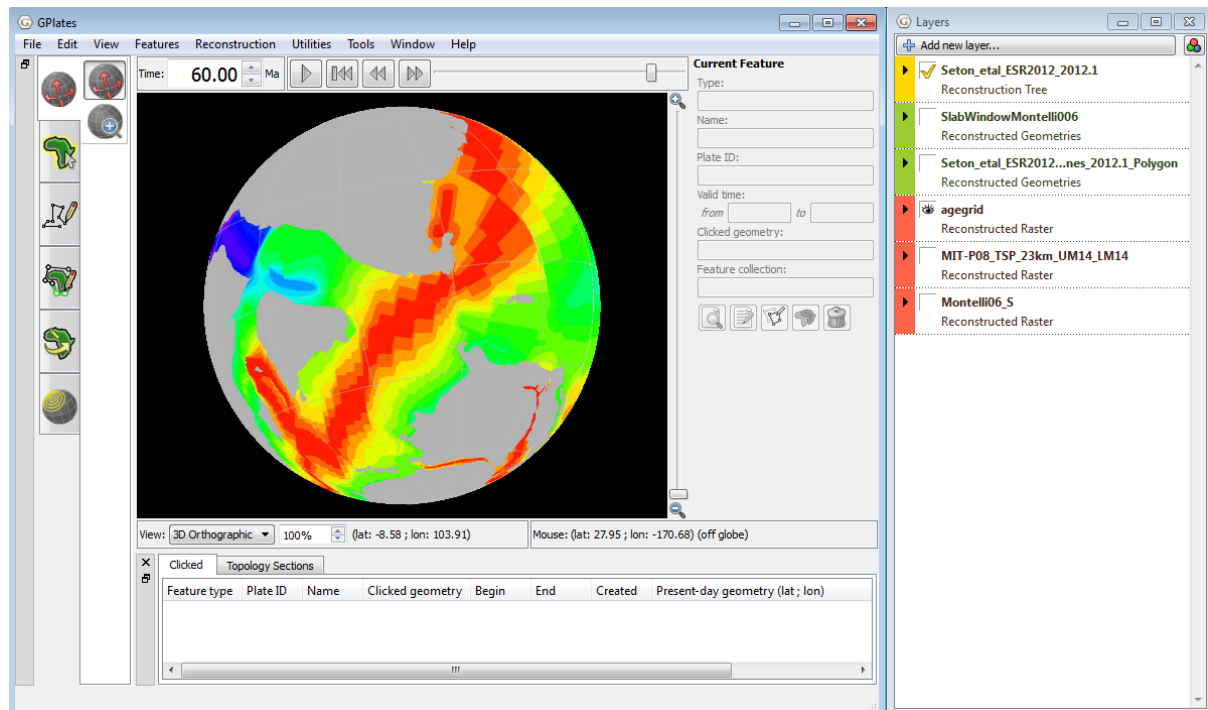 GPlates
File Edit View Features Reconstruction Utilities Tools Window Help
Time: 60.00 Ma
Current Feature
Type:
Name:
Plate ID:
Valid time:
from to
Clicked geometry:
Feature collection:
View: 3D Orthographic 100% (lat: -8.58 ; lon: 103.91) Mouse: (lat: 27.95 ; lon: -170.68) (off globe)
Clicked Topology Sections
Feature type Plate ID Name Clicked geometry Begin End Created Present-day geometry (lat ; lon)
Layers
Add new layer...
Seton_etal_ESR2012_2012.1
Reconstruction Tree
SlabWindowMontelli006
Reconstructed Geometries
Seton_etal_ESR2012...nes_2012.1_Polygon
Reconstructed Geometries
agegrid
Reconstructed Raster
MIT-P08_TSP_23km_UM14_LM14
Reconstructed Raster
Montelli06_S
Reconstructed Raster